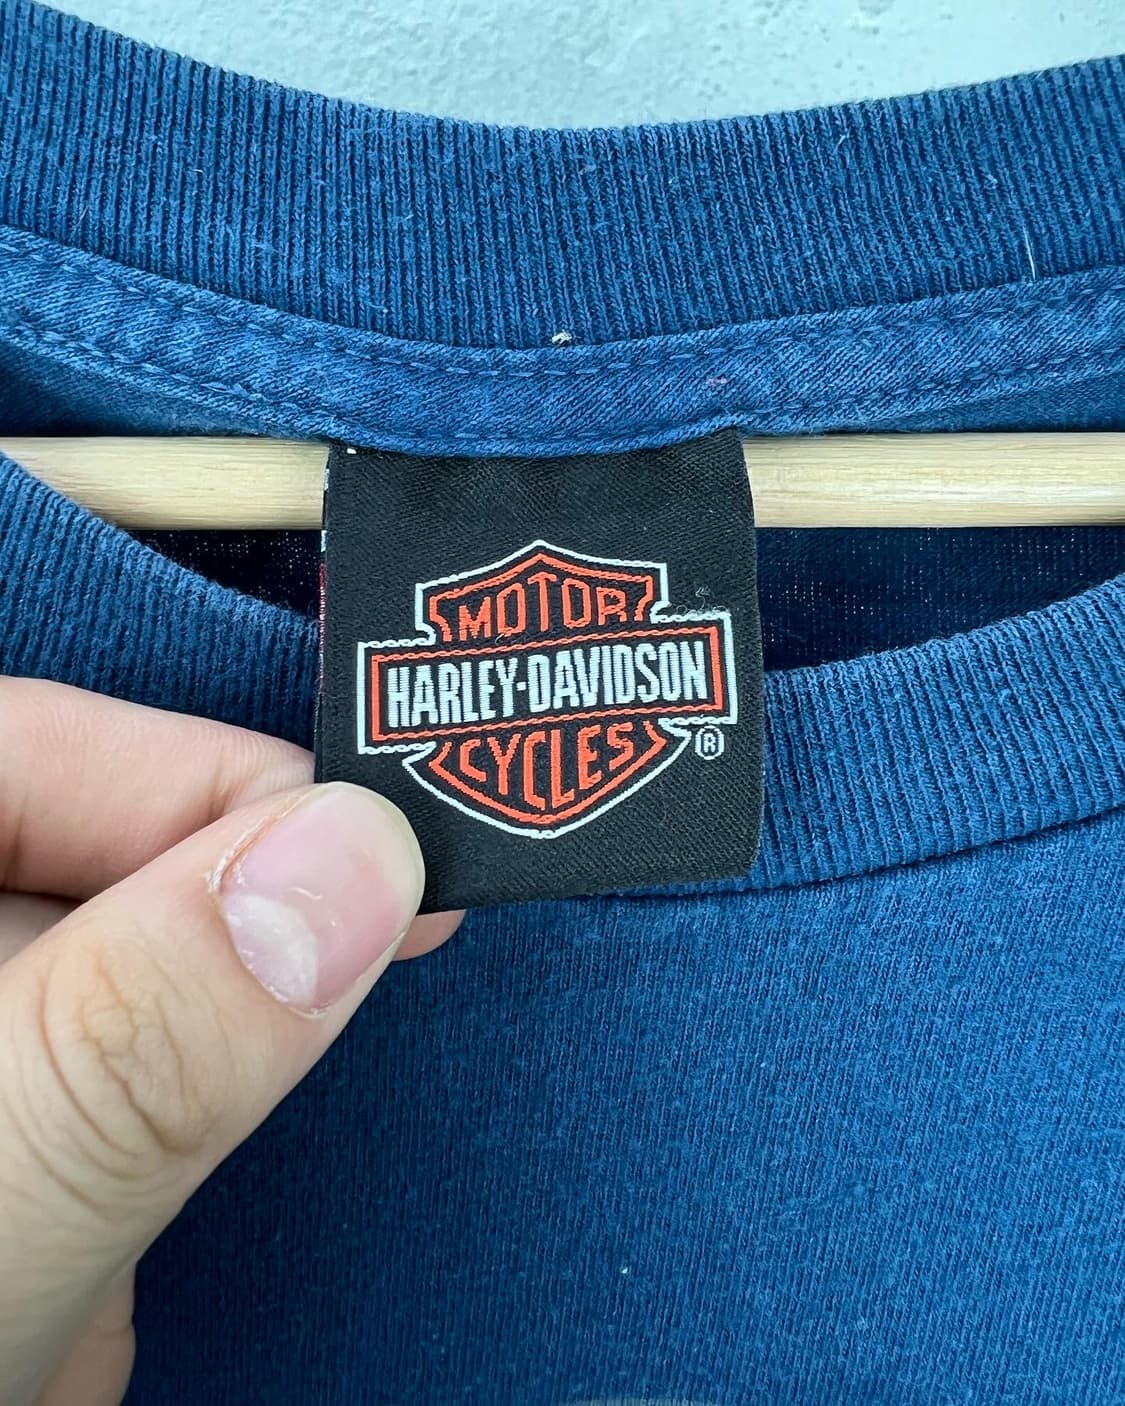 MOTOR
HARLEY-DAVIDSON
CYCLES
®